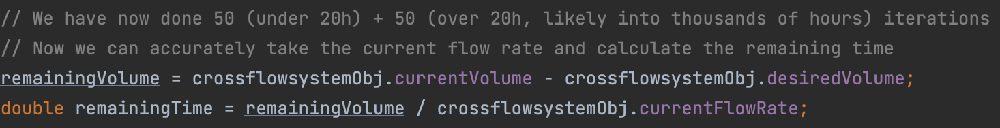 // We have now done 50 (under 20h) + 50 (over 20h, likely into thousands of hours) iterations
// Now we can accurately take the current flow rate and calculate the remaining time
remainingVolume = crossflowsystemObj.currentVolume - crossflowsystemObj.desiredVolume;
double remainingTime = remainingVolume / crossflowsystemObj.currentFlowRate;